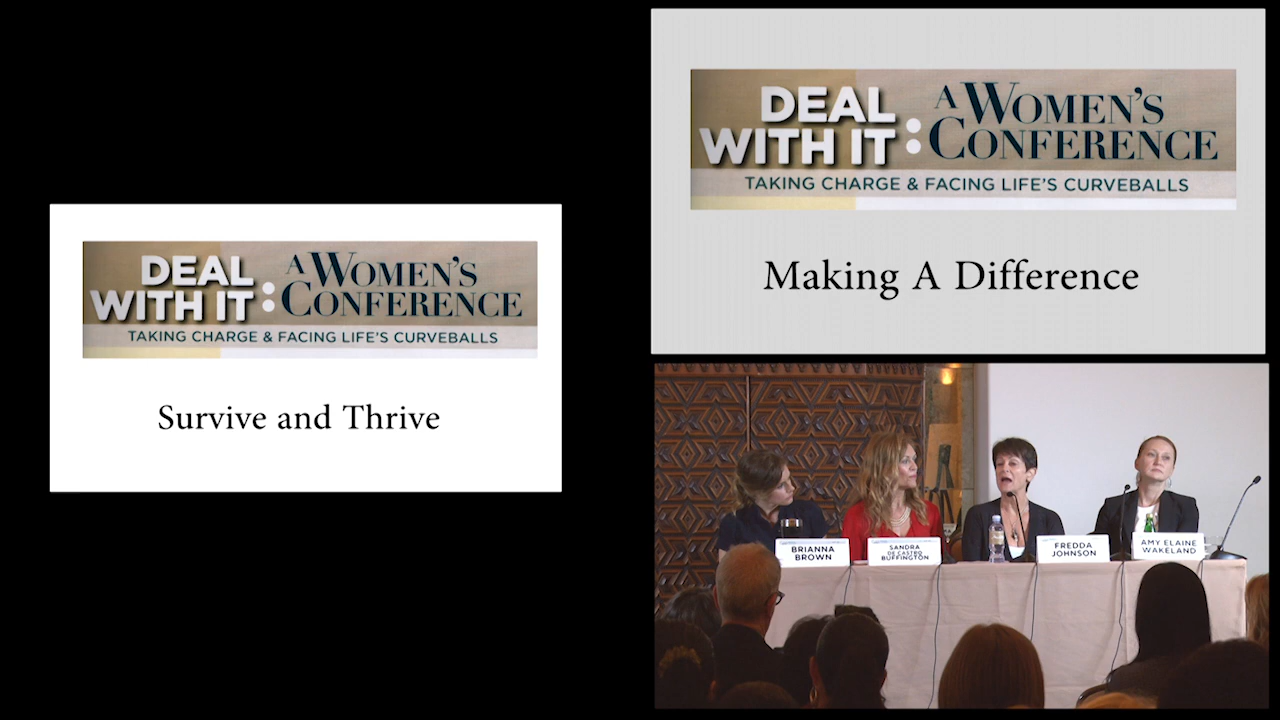 DEAL
WITH IT:
A WOMEN'S
CONFERENCE
TAKING CHARGE & FACING LIFE'S CURVEBALLS
Survive and Thrive
DEAL
WITH IT:
A WOMEN'S
CONFERENCE
TAKING CHARGE & FACING LIFE'S CURVEBALLS
Making A Difference
BRIANNA
BROWN
SANDRA
DE CASTRO
BUFFINGTON
FREDDA
JOHNSON
AMY ELAINE
WAKELAND